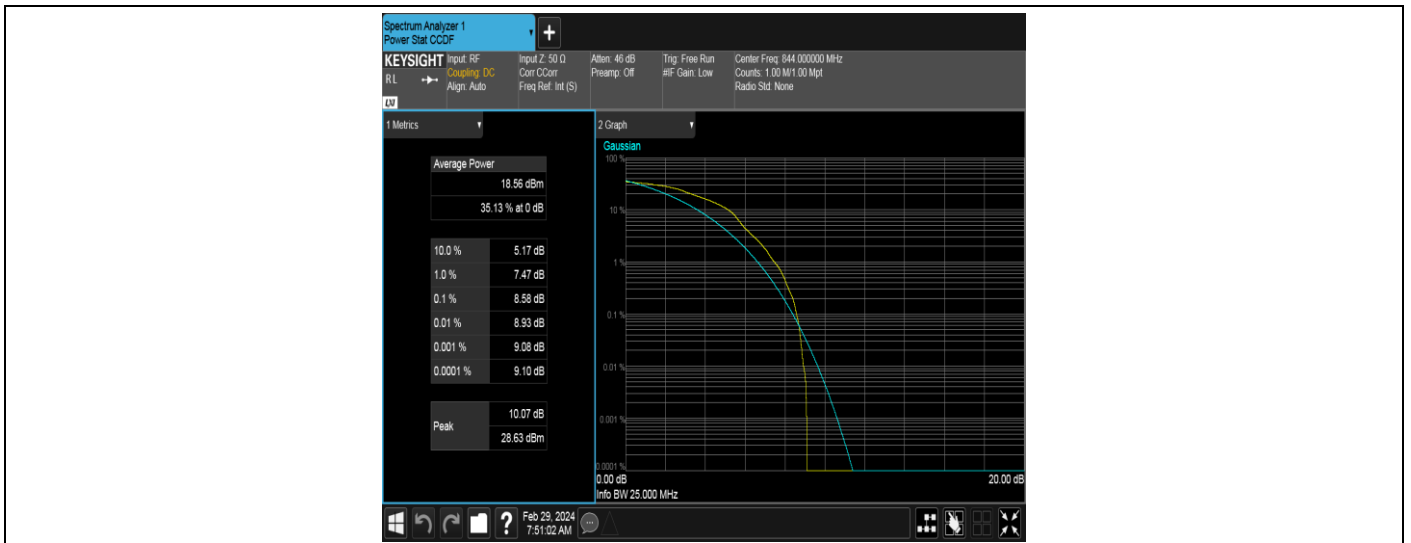 Spectrum Analyzer 1
Power Stat CCDF
+
KEYSIGHT
RL
LXI
Input: RF
Coupling: DC
Align: Auto
Input Z: 50 Ω
Corr CCorr
Freq Ref: Int (S)
Atten: 46 dB
Preamp: Off
Trig: Free Run
#IF Gain: Low
Center Freq: 844.000000 MHz
Counts: 1.00 M/1.00 Mpt
Radio Std: None
1 Metrics
Average Power
18.56 dBm
35.13 % at 0 dB
10.0 % 5.17 dB
1.0 % 7.47 dB
0.1 % 8.58 dB
0.01 % 8.93 dB
0.001 % 9.08 dB
0.0001 % 9.10 dB
Peak
10.07 dB
28.63 dBm
2 Graph
Gaussian
100 %
10 %
1 %
0.1 %
0.01 %
0.001 %
0.0001 %
0.00 dB 20.00 dB
Info BW 25.000 MHz
?
Feb 29, 2024
7:51:02 AM